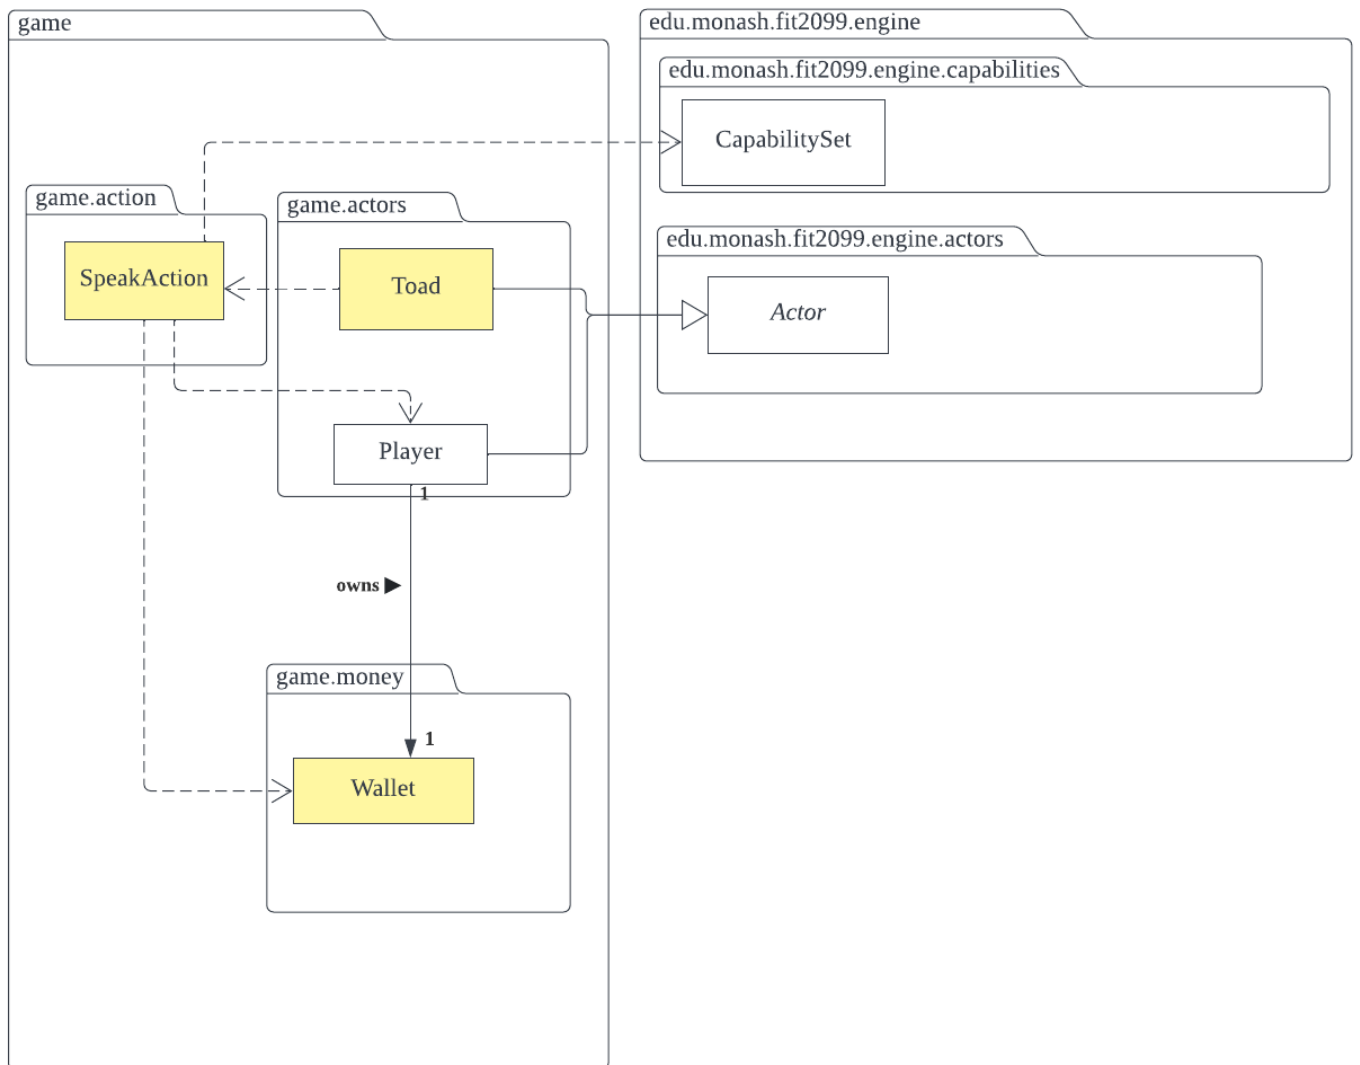 game
edu.monash.fit2099.engine
edu.monash.fit2099.engine.capabilities
CapabilitySet
game.action
game.actors
SpeakAction
Toad
edu.monash.fit2099.engine.actors
Actor
Player
1
owns ▶
game.money
1
Wallet